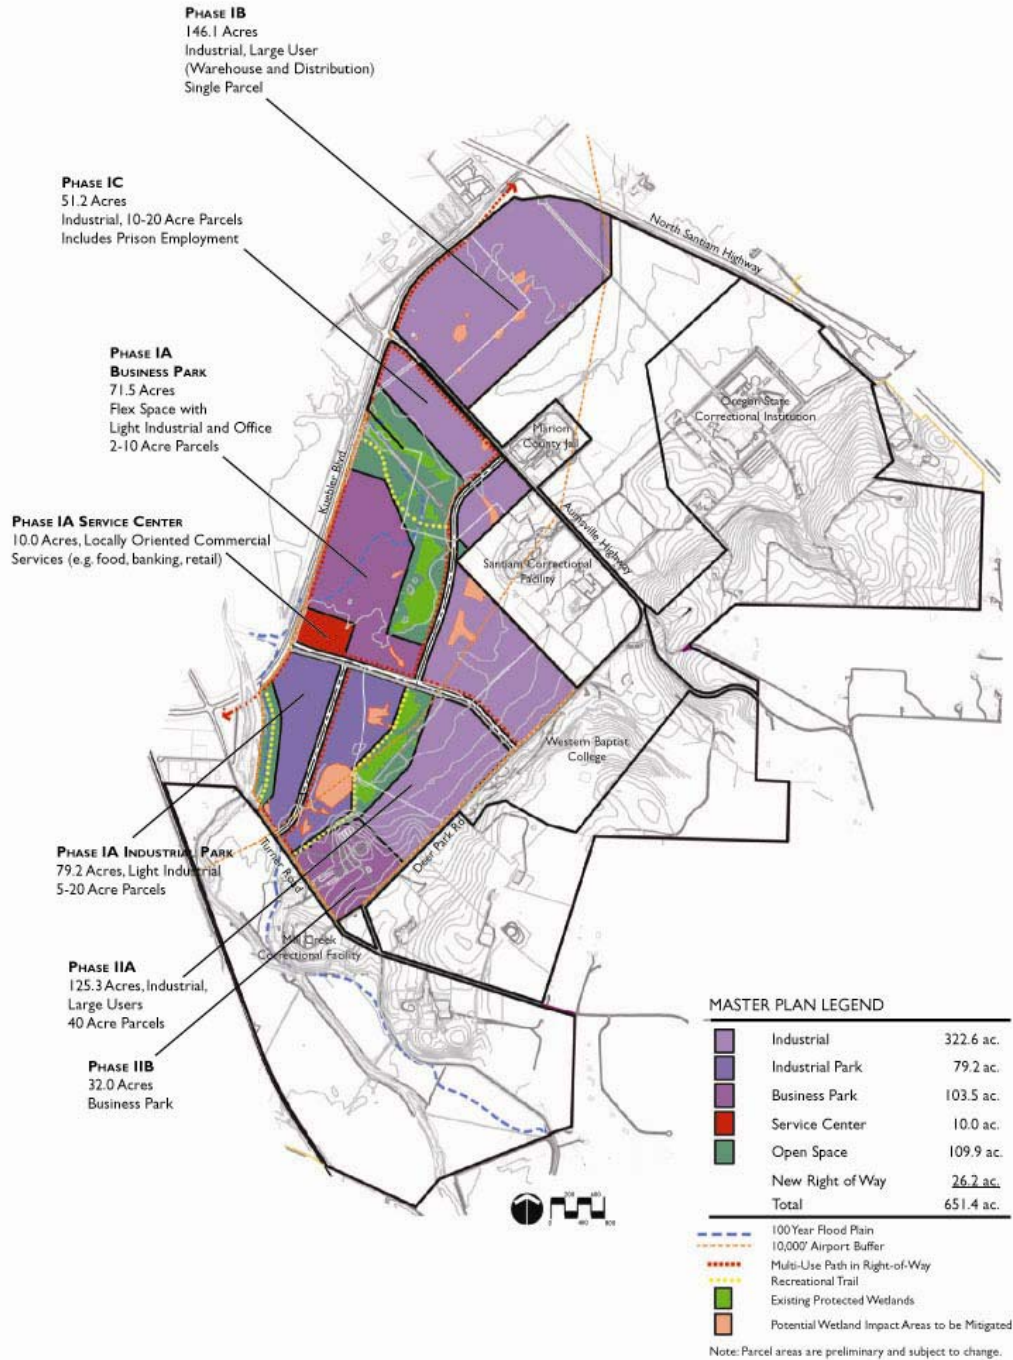 PHASE IB
146.1 Acres
Industrial, Large User
(Warehouse and Distribution)
Single Parcel
PHASE IC
51.2 Acres
Industrial, 10-20 Acre Parcels
Includes Prison Employment
PHASE IA
BUSINESS PARK
71.5 Acres
Flex Space with
Light Industrial and Office
2-10 Acre Parcels
PHASE IA SERVICE CENTER
10.0 Acres, Locally Oriented Commercial
Services (e.g. food, banking, retail)
North Santiam Highway
Oregon State
Correctional Institution
Marion
County Jail
Kuebler Blvd.
Aumsville Highway
Santiam Correctional
Facility
Western Baptist
College
Deer Park Rd
Turner Road
Mill Creek
Correctional Facility
PHASE IA INDUSTRIAL PARK
79.2 Acres, Light Industrial
5-20 Acre Parcels
PHASE IIA
125.3 Acres, Industrial,
Large Users
40 Acre Parcels
PHASE IIB
32.0 Acres
Business Park
0 200 400 600 800
MASTER PLAN LEGEND
Industrial 322.6 ac.
Industrial Park 79.2 ac.
Business Park 103.5 ac.
Service Center 10.0 ac.
Open Space 109.9 ac.
New Right of Way 26.2 ac.
Total 651.4 ac.
100 Year Flood Plain
10,000' Airport Buffer
Multi-Use Path in Right-of-Way
Recreational Trail
Existing Protected Wetlands
Potential Wetland Impact Areas to be Mitigated
Note: Parcel areas are preliminary and subject to change.